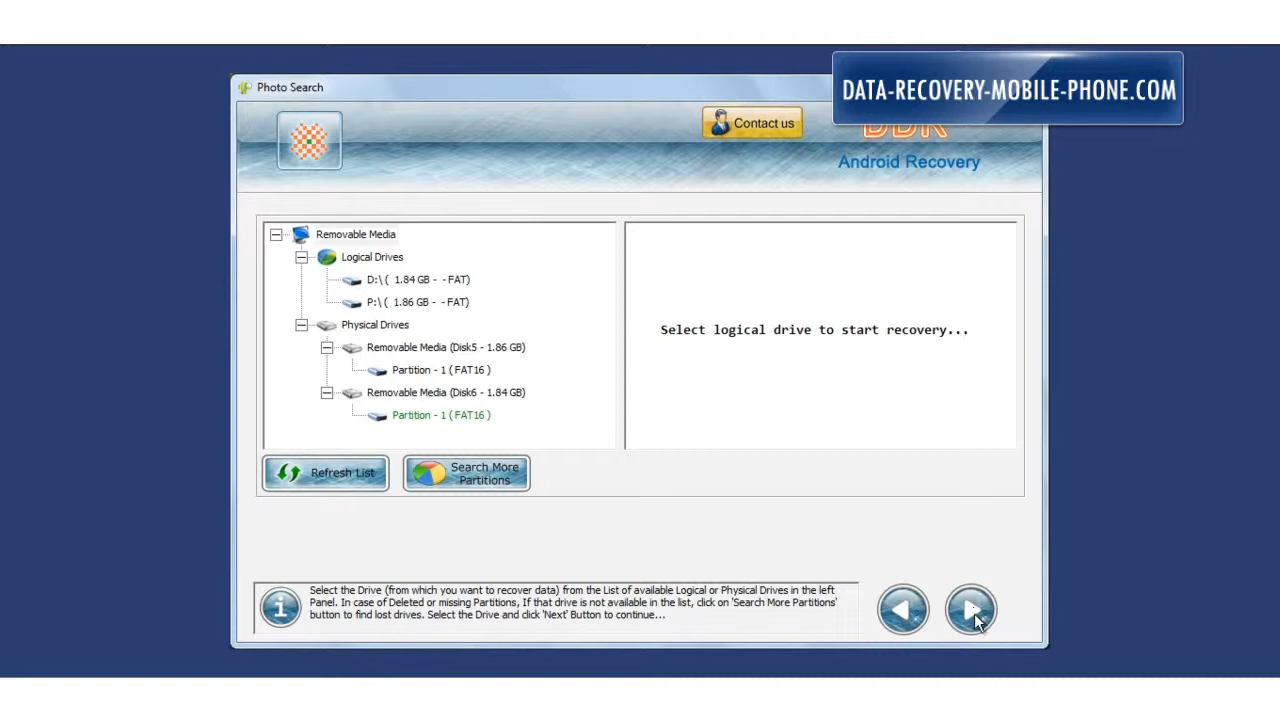 Photo Search
DATA-RECOVERY-MOBILE-PHONE.COM
Contact us
DDR
Android Recovery
Removable Media
Logical Drives
D:\ ( 1.84 GB - -FAT)
P:\ ( 1.86 GB - -FAT)
Physical Drives
Removable Media (Disk5 - 1.86 GB)
Partition - 1 ( FAT16 )
Removable Media (Disk6 - 1.84 GB)
Partition - 1 ( FAT16 )
Select logical drive to start recovery...
Refresh List
Search More
Partitions
Select the Drive (from which you want to recover data) from the List of available Logical or Physical Drives in the left
Panel. In case of Deleted or missing Partitions, If that drive is not available in the list, click on 'Search More Partitions'
button to find lost drives. Select the Drive and click 'Next' Button to continue...